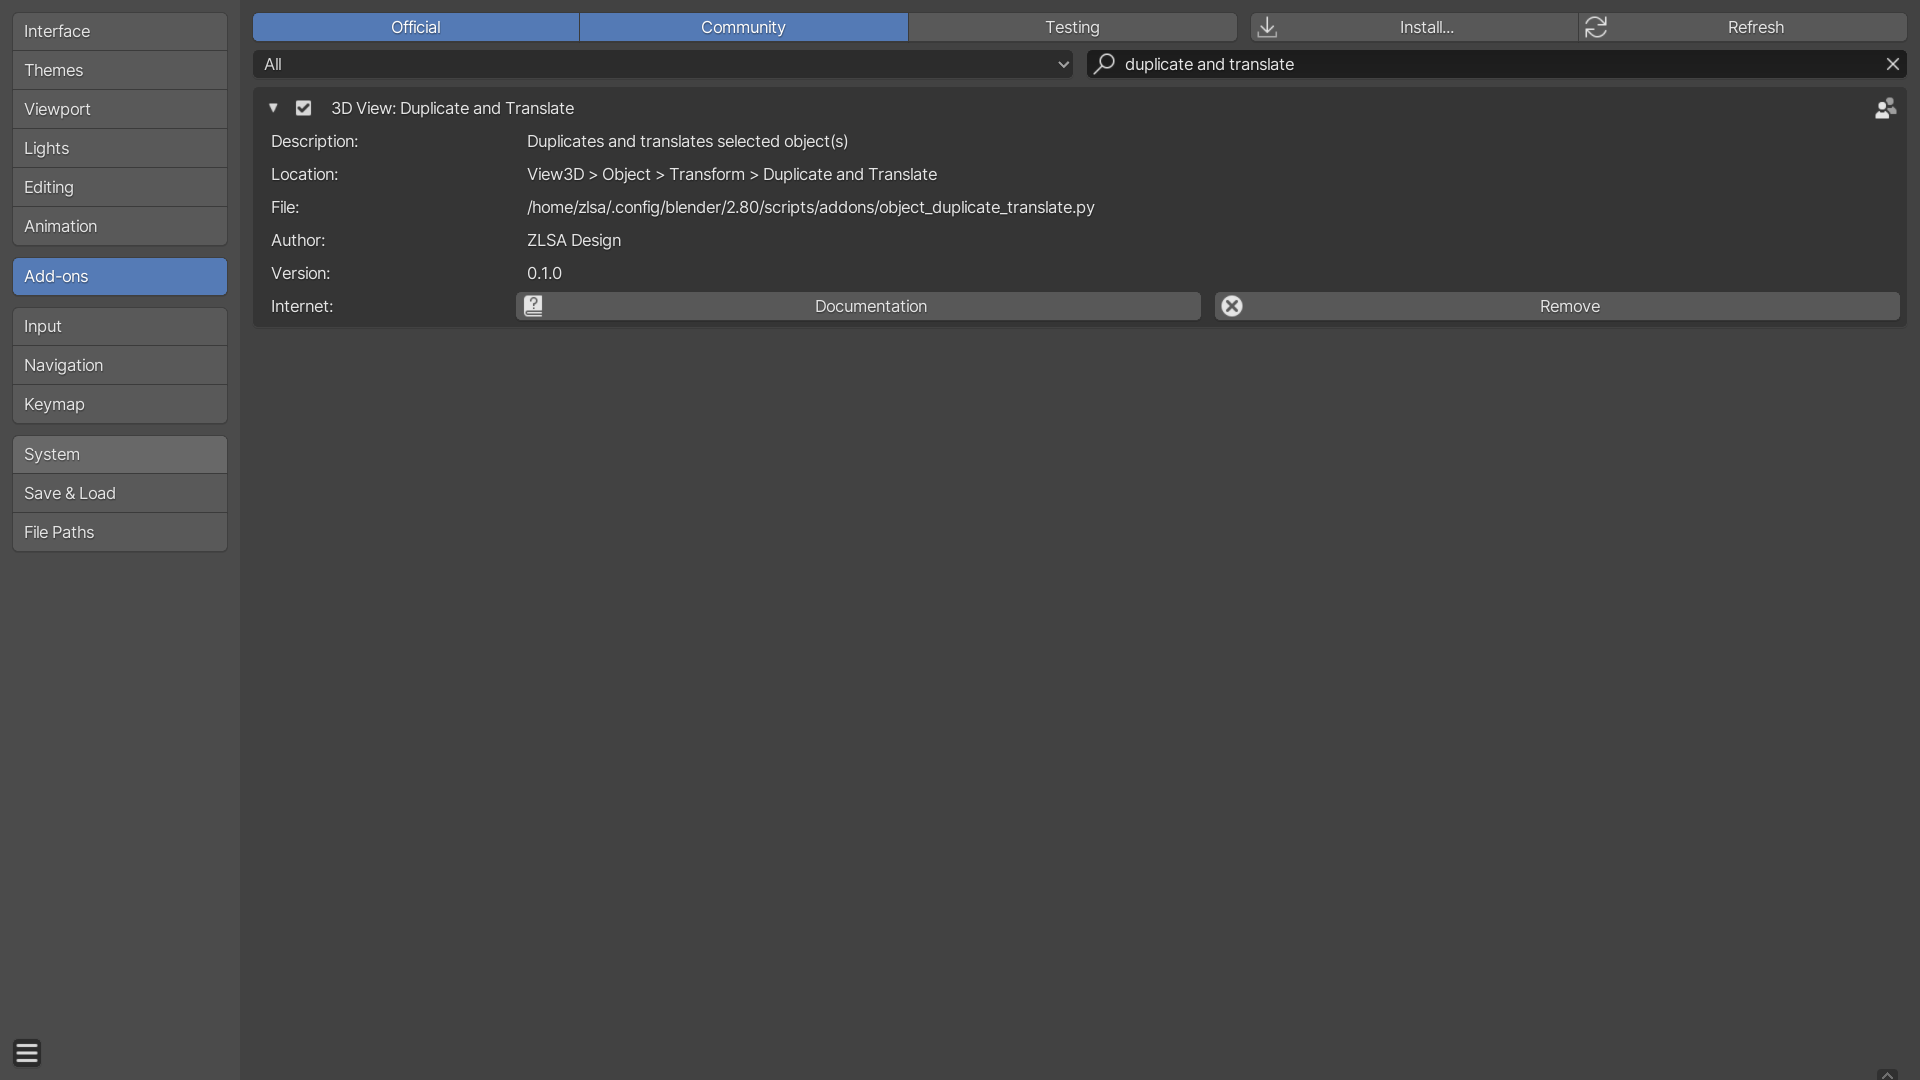 Interface
Themes
Viewport
Lights
Editing
Animation
Add-ons
Input
Navigation
Keymap
System
Save & Load
File Paths
Official
Community
Testing
Install...
Refresh
All
duplicate and translate
3D View: Duplicate and Translate
Description: Duplicates and translates selected object(s)
Location: View3D > Object > Transform > Duplicate and Translate
File: /home/zlsa/.config/blender/2.80/scripts/addons/object_duplicate_translate.py
Author: ZLSA Design
Version: 0.1.0
Internet: Documentation Remove